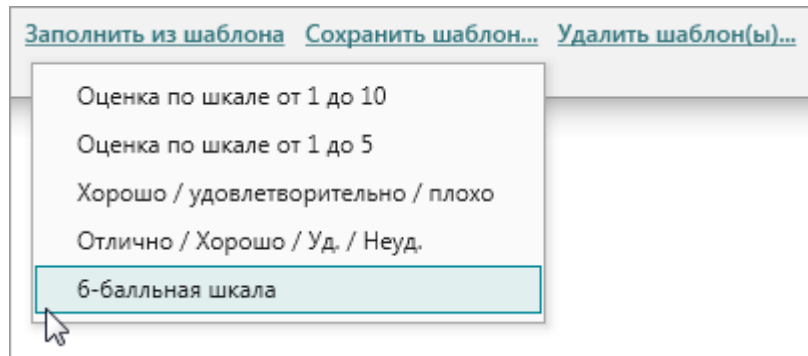 Заполнить из шаблона Сохранить шаблон... Удалить шаблон(ы)...
Оценка по шкале от 1 до 10
Оценка по шкале от 1 до 5
Хорошо / удовлетворительно / плохо
Отлично / Хорошо / Уд. / Неуд.
6-балльная шкала